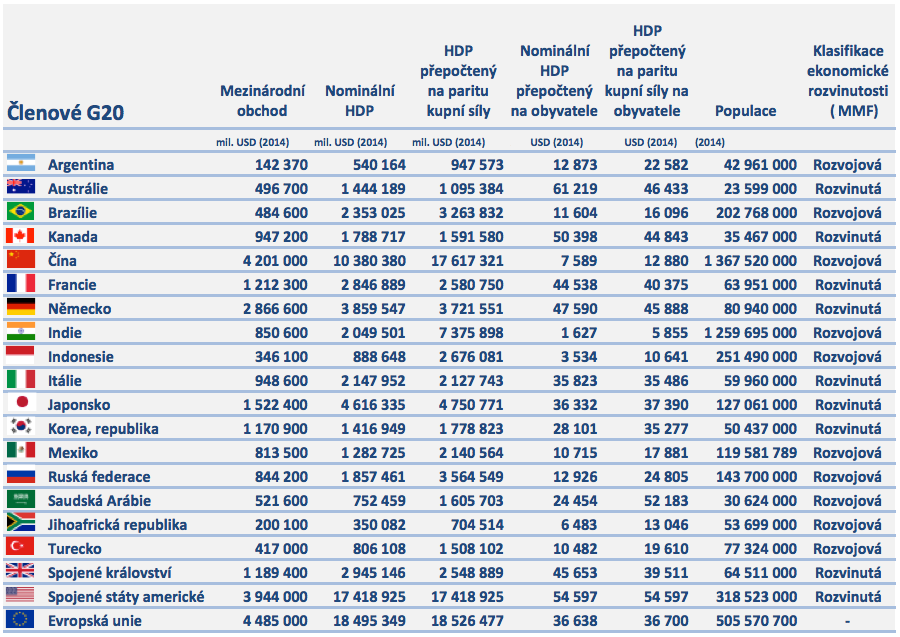 Členové G20 Mezinárodní obchod Nominální HDP HDP přepočtený na paritu kupní síly Nominální HDP přepočtený na obyvatele HDP přepočtený na paritu kupní síly na obyvatele Populace Klasifikace ekonomické rozvinutosti ( MMF)
mil. USD (2014) mil. USD (2014) mil. USD (2014) USD (2014) USD (2014) (2014)
Argentina 142 370 540 164 947 573 12 873 22 582 42 961 000 Rozvojová
Austrálie 496 700 1 444 189 1 095 384 61 219 46 433 23 599 000 Rozvinutá
Brazílie 484 600 2 353 025 3 263 832 11 604 16 096 202 768 000 Rozvojová
Kanada 947 200 1 788 717 1 591 580 50 398 44 843 35 467 000 Rozvinutá
Čína 4 201 000 10 380 380 17 617 321 7 589 12 880 1 367 520 000 Rozvojová
Francie 1 212 300 2 846 889 2 580 750 44 538 40 375 63 951 000 Rozvinutá
Německo 2 866 600 3 859 547 3 721 551 47 590 45 888 80 940 000 Rozvinutá
Indie 850 600 2 049 501 7 375 898 1 627 5 855 1 259 695 000 Rozvojová
Indonesie 346 100 888 648 2 676 081 3 534 10 641 251 490 000 Rozvojová
Itálie 948 600 2 147 952 2 127 743 35 823 35 486 59 960 000 Rozvinutá
Japonsko 1 522 400 4 616 335 4 750 771 36 332 37 390 127 061 000 Rozvinutá
Korea, republika 1 170 900 1 416 949 1 778 823 28 101 35 277 50 437 000 Rozvinutá
Mexiko 813 500 1 282 725 2 140 564 10 715 17 881 119 581 789 Rozvojová
Ruská federace 844 200 1 857 461 3 564 549 12 926 24 805 143 700 000 Rozvojová
Saudská Arábie 521 600 752 459 1 605 703 24 454 52 183 30 624 000 Rozvojová
Jihoafrická republika 200 100 350 082 704 514 6 483 13 046 53 699 000 Rozvojová
Turecko 417 000 806 108 1 508 102 10 482 19 610 77 324 000 Rozvojová
Spojené království 1 189 400 2 945 146 2 548 889 45 653 39 511 64 511 000 Rozvinutá
Spojené státy americké 3 944 000 17 418 925 17 418 925 54 597 54 597 318 523 000 Rozvinutá
Evropská unie 4 485 000 18 495 349 18 526 477 36 638 36 700 505 570 700 -